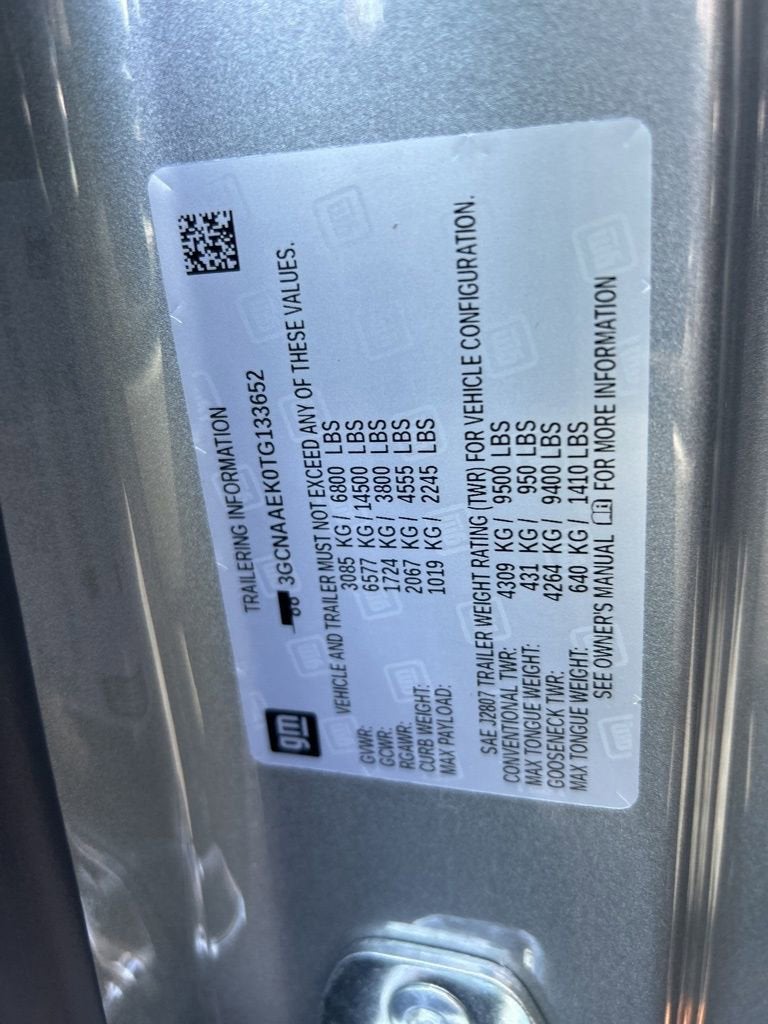 TRAILERING INFORMATION
3GCNAAEK0TG133652
gm
VEHICLE AND TRAILER MUST NOT EXCEED ANY OF THESE VALUES.
GVWR: 3085 KG / 6800 LBS
GCWR: 6577 KG / 14500 LBS
RGAWR: 1724 KG / 3800 LBS
CURB WEIGHT: 2067 KG / 4555 LBS
MAX PAYLOAD: 1019 KG / 2245 LBS
SAE J2807 TRAILER WEIGHT RATING (TWR) FOR VEHICLE CONFIGURATION.
CONVENTIONAL TWR: 4309 KG / 9500 LBS
MAX TONGUE WEIGHT: 431 KG / 950 LBS
GOOSENECK TWR: 4264 KG / 9400 LBS
MAX TONGUE WEIGHT: 640 KG / 1410 LBS
SEE OWNER'S MANUAL FOR MORE INFORMATION